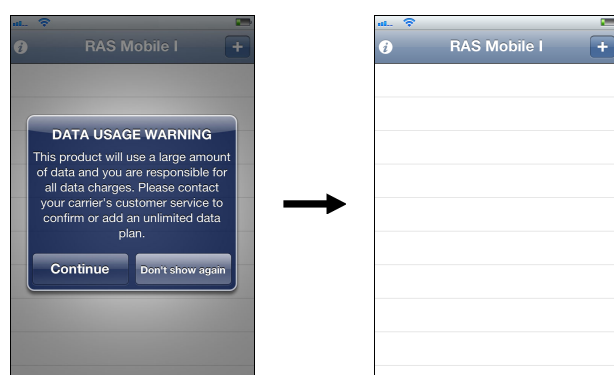 RAS Mobile I +
DATA USAGE WARNING
This product will use a large amount
of data and you are responsible for
all data charges. Please contact
your carrier's customer service to
confirm or add an unlimited data
plan.
Continue Don't show again
RAS Mobile I +